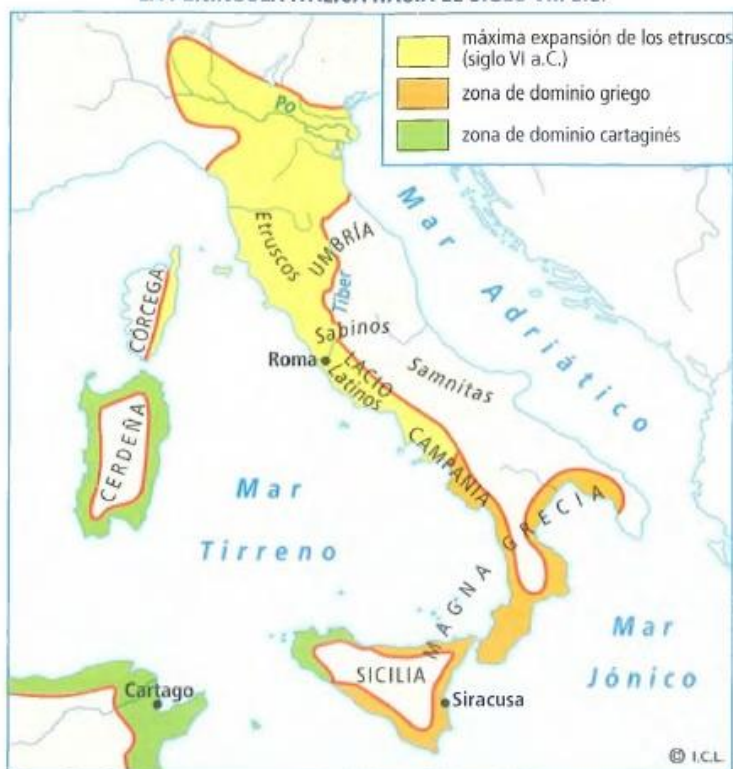 máxima expansión de los etruscos
(siglo VI a.C.)
zona de dominio griego
zona de dominio cartaginés
Po
Etruscos
UMBRÍA
Tíber
Sabinos
Roma
LACIO
Latinos
Samnitas
CAMPANIA
Mar Adriático
CÓRCEGA
CERDEÑA
Mar
Tirreno
MAGNA GRECIA
Mar
Jónico
SICILIA
Siracusa
Cartago
© I.C.L.